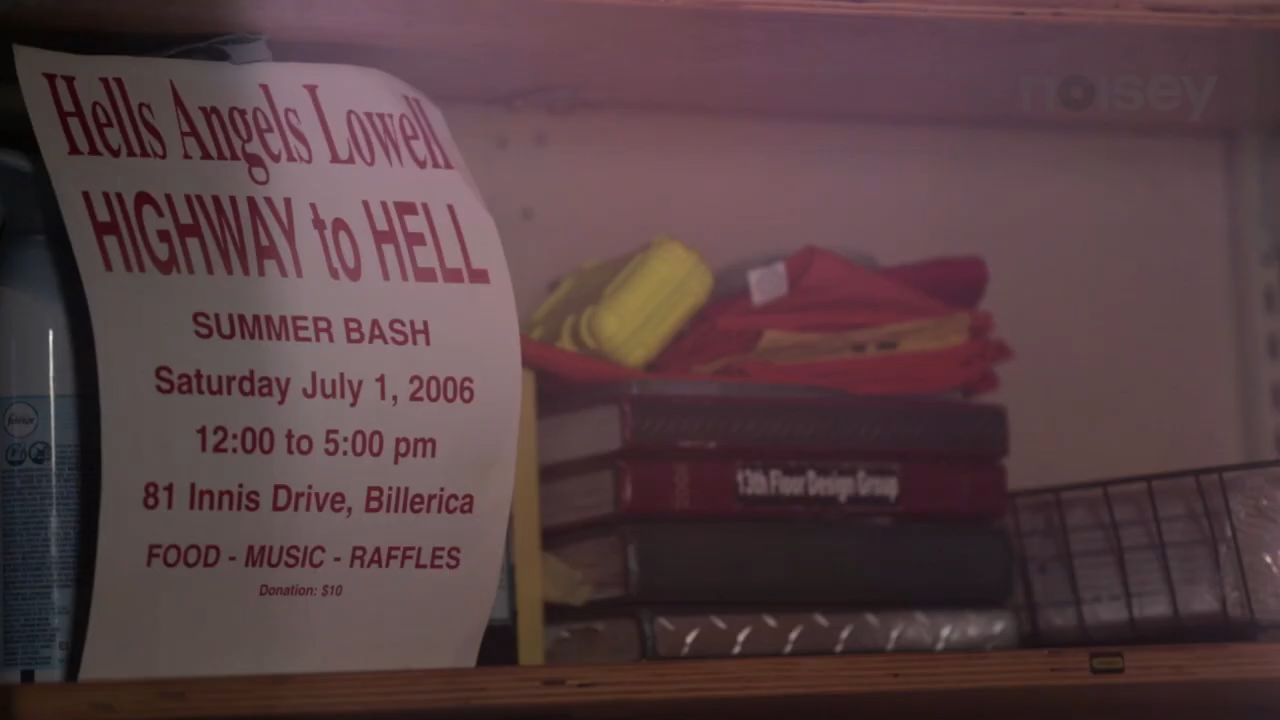 noisey
Hells Angels Lowell
HIGHWAY to HELL
SUMMER BASH
Saturday July 1, 2006
12:00 to 5:00 pm
81 Innis Drive, Billerica
FOOD - MUSIC - RAFFLES
Donation: $10
13th Floor Design Group
febreze